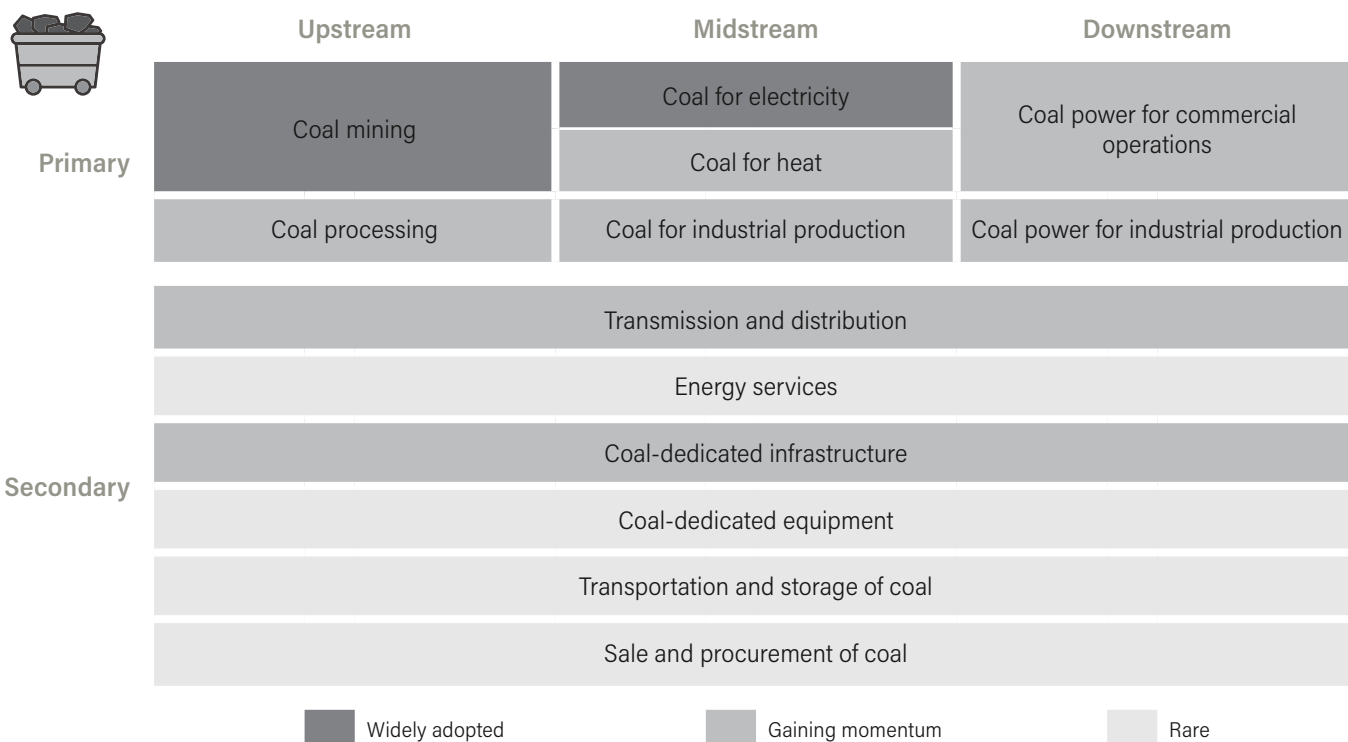 Upstream
Midstream
Downstream
Primary
Coal mining
Coal for electricity
Coal for heat
Coal power for commercial
operations
Coal processing
Coal for industrial production
Coal power for industrial production
Secondary
Transmission and distribution
Energy services
Coal-dedicated infrastructure
Coal-dedicated equipment
Transportation and storage of coal
Sale and procurement of coal
Widely adopted
Gaining momentum
Rare